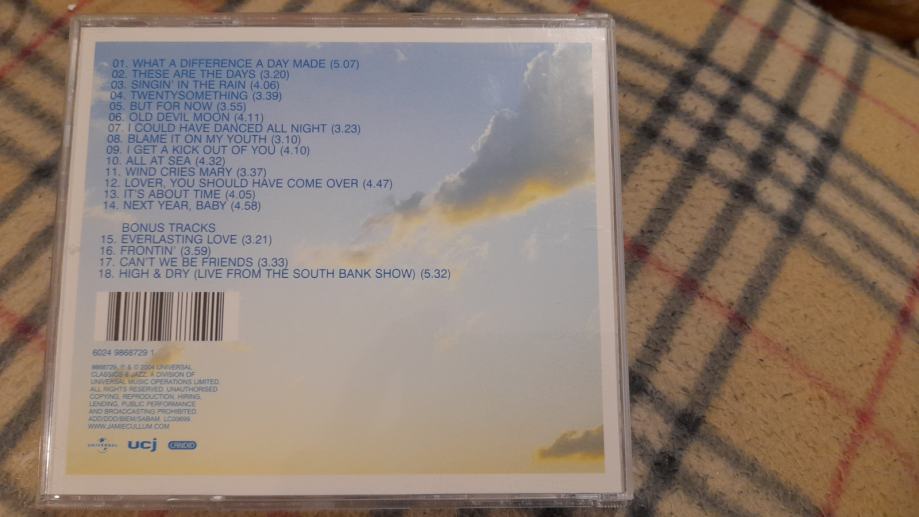 01. WHAT A DIFFERENCE A DAY MADE (5.07)
02. THESE ARE THE DAYS (3.20)
03. SINGIN' IN THE RAIN (4.06)
04. TWENTYSOMETHING (3.39)
05. BUT FOR NOW (3.55)
06. OLD DEVIL MOON (4.11)
07. I COULD HAVE DANCED ALL NIGHT (3.23)
08. BLAME IT ON MY YOUTH (3.10)
09. I GET A KICK OUT OF YOU (4.10)
10. ALL AT SEA (4.32)
11. WIND CRIES MARY (3.37)
12. LOVER, YOU SHOULD HAVE COME OVER (4.47)
13. IT'S ABOUT TIME (4.05)
14. NEXT YEAR, BABY (4.58)
BONUS TRACKS
15. EVERLASTING LOVE (3.21)
16. FRONTIN' (3.59)
17. CAN'T WE BE FRIENDS (3.33)
18. HIGH & DRY (LIVE FROM THE SOUTH BANK SHOW) (5.32)
6024 9868729 1
9868729. ℗ & © 2004 UNIVERSAL
CLASSICS & JAZZ, A DIVISION OF
UNIVERSAL MUSIC OPERATIONS LIMITED.
ALL RIGHTS RESERVED. UNAUTHORISED
COPYING, REPRODUCTION, HIRING,
LENDING, PUBLIC PERFORMANCE
AND BROADCASTING PROHIBITED.
ADD/DDD/BIEM/SABAM. LC00699
WWW.JAMIECULLUM.COM
UNIVERSAL ucj CANDID